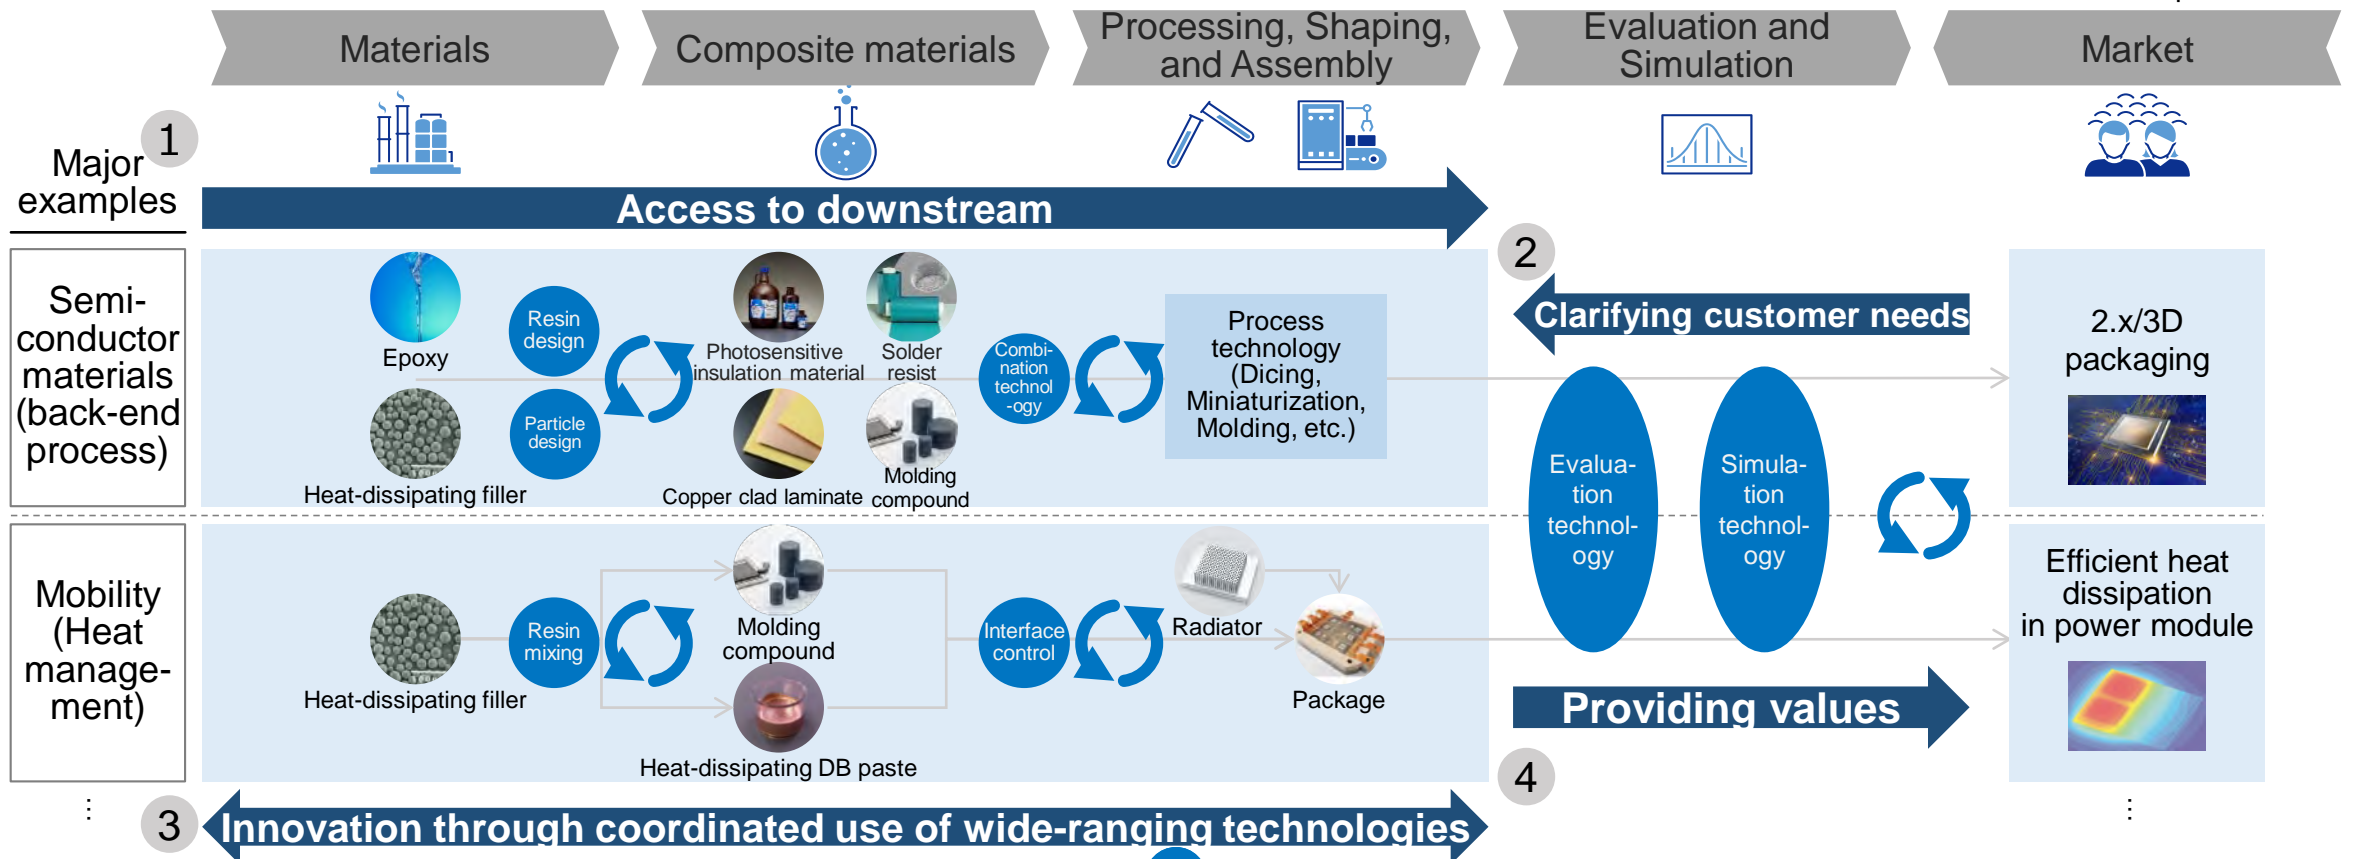 Materials
Composite materials
Processing, Shaping,
and Assembly
Evaluation and
Simulation
Market
1
Major
examples
Access to downstream
2
Clarifying customer needs
Semi-
conductor
materials
(back-end
process)
Epoxy
Heat-dissipating filler
Resin
design
Particle
design
Photosensitive
insulation material
Solder
resist
Copper clad laminate
Molding
compound
Combi-
nation
technol
-ogy
Process
technology
(Dicing,
Miniaturization,
Molding, etc.)
Evalua-
tion
technol-
ogy
Simula-
tion
technol-
ogy
2.x/3D
packaging
Mobility
(Heat
manage-
ment)
Heat-dissipating filler
Resin
mixing
Molding
compound
Heat-dissipating DB paste
Interface
control
Radiator
Package
Efficient heat
dissipation
in power module
Providing values
4
3
Innovation through coordinated use of wide-ranging technologies